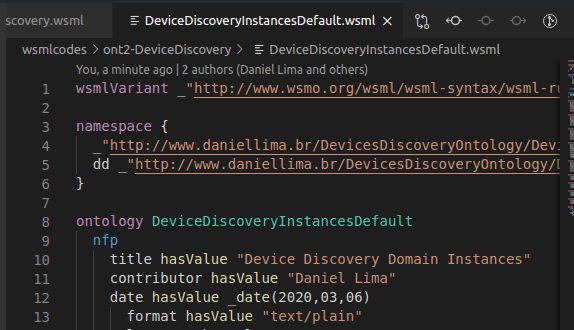 scovery.wsml
DeviceDiscoveryInstancesDefault.wsml
wsmlcodes > ont2-DeviceDiscovery > DeviceDiscoveryInstancesDefault.wsml
You, a minute ago | 2 authors (Daniel Lima and others)
1 wsmlVariant _"http://www.wsmo.org/wsml/wsml-syntax/wsml-ru
2
3 namespace {
4 _"http://www.daniellima.br/DevicesDiscoveryOntology/Devi
5 dd _"http://www.daniellima.br/DevicesDiscoveryOntology/D
6 }
7
8 ontology DeviceDiscoveryInstancesDefault
9 nfp
10 title hasValue "Device Discovery Domain Instances"
11 contributor hasValue "Daniel Lima"
12 date hasValue _date(2020,03,06)
13 format hasValue "text/plain"